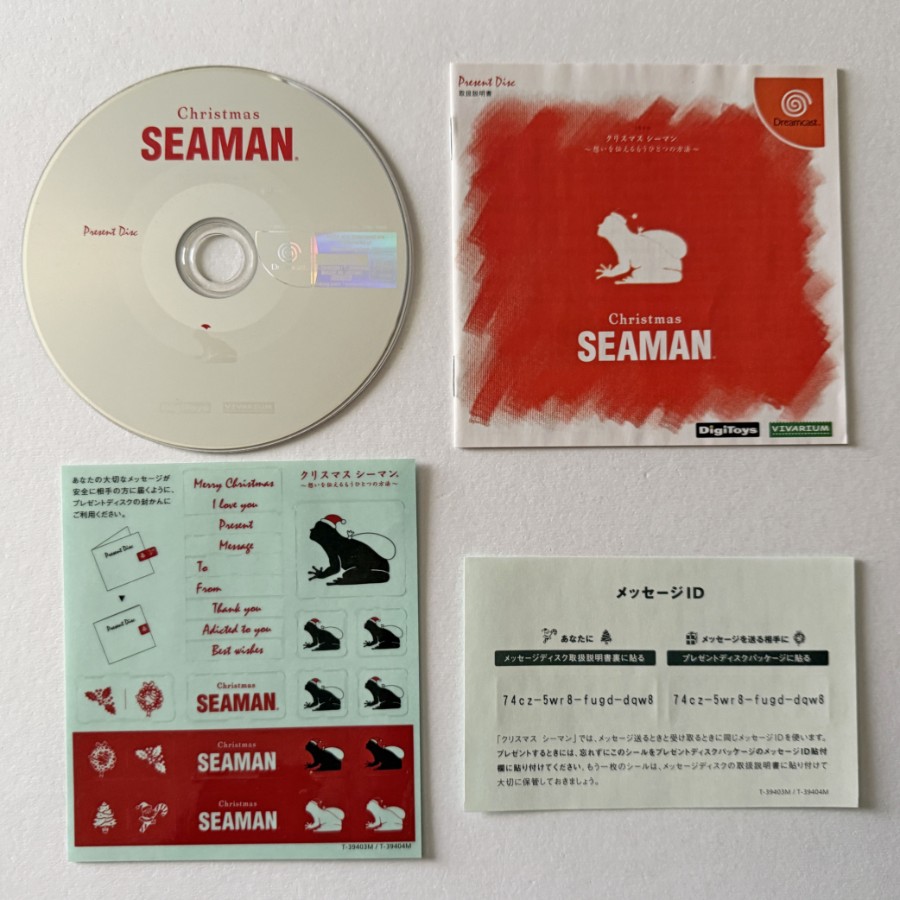 Christmas
SEAMAN
Present Disc
Dreamcast
DigiToys
VIVARIUM
Present Disc
取扱説明書
Dreamcast
クリスマス シーマン
～想いを伝えるもうひとつの方法～
Christmas
SEAMAN
DigiToys
VIVARIUM
あなたの大切なメッセージが
安全に相手の方に届くように、
プレゼントディスクの封かんに
ご利用ください。
Present Disc
Present Disc
Merry Christmas
I love you
Present
Message
To
From
Thank you
Adicted to you
Best wishes
クリスマス シーマン
～想いを伝えるもうひとつの方法～
Christmas
SEAMAN
Christmas
SEAMAN
Christmas
SEAMAN
T-39403M / T-39404M
メッセージID
あなたに
メッセージディスク取扱説明書裏に貼る
74cz-5wr8-fugd-dqw8
メッセージを送る相手に
プレゼントディスクパッケージに貼る
74cz-5wr8-fugd-dqw8
「クリスマス シーマン」では、メッセージ送るときと受け取るときに同じメッセージIDを使います。
プレゼントするときには、忘れずにこのシールをプレゼントディスクパッケージのメッセージID貼付
欄に貼り付けてください。もう一枚のシールは、メッセージディスクの取扱説明書に貼り付けて
大切に保管しておきましょう。
T-39403M / T-39404M